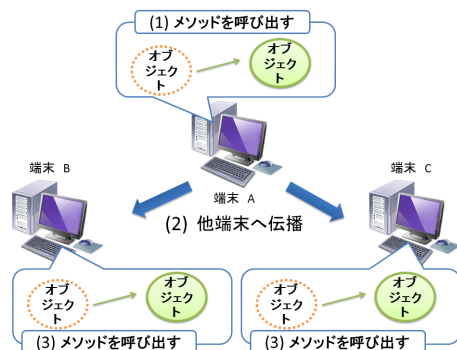 (1) メソッドを呼び出す
オブ
ジェク
ト
オブ
ジェク
ト
端末 B
端末 C
端末 A
(2) 他端末へ伝播
オブ
ジェク
ト
オブ
ジェク
ト
(3) メソッドを呼び出す
オブ
ジェク
ト
オブ
ジェク
ト
(3) メソッドを呼び出す